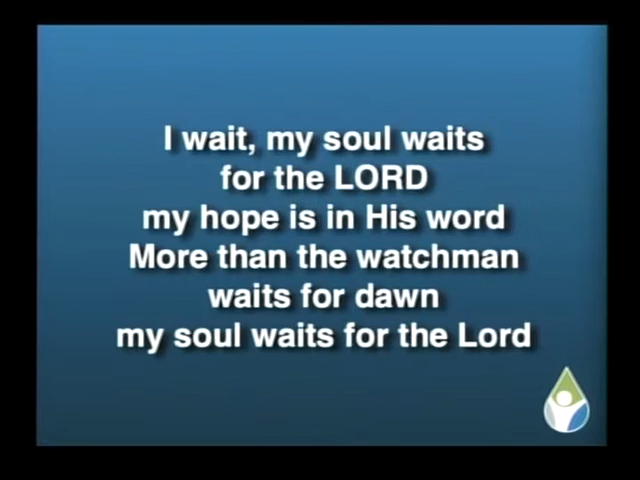 I wait, my soul waits
for the LORD
my hope is in His word
More than the watchman
waits for dawn
my soul waits for the Lord